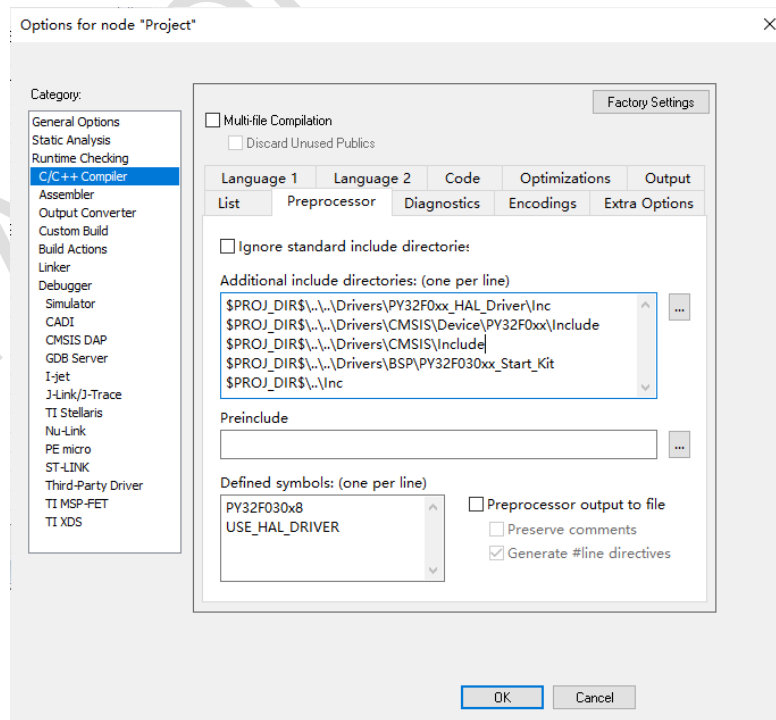 Options for node "Project"
Category:
General Options
Static Analysis
Runtime Checking
C/C++ Compiler
Assembler
Output Converter
Custom Build
Build Actions
Linker
Debugger
Simulator
CADI
CMSIS DAP
GDB Server
I-jet
J-Link/J-Trace
TI Stellaris
Nu-Link
PE micro
ST-LINK
Third-Party Driver
TI MSP-FET
TI XDS
Factory Settings
Multi-file Compilation
Discard Unused Publics
Language 1 Language 2 Code Optimizations Output
List Preprocessor Diagnostics Encodings Extra Options
Ignore standard include directories
Additional include directories: (one per line)
$PROJ_DIR$\..\..\Drivers\PY32F0xx_HAL_Driver\Inc
$PROJ_DIR$\..\..\Drivers\CMSIS\Device\PY32F0xx\Include
$PROJ_DIR$\..\..\Drivers\CMSIS\Include
$PROJ_DIR$\..\..\Drivers\BSP\PY32F030xx_Start_Kit
$PROJ_DIR$\..\Inc
...
Preinclude
...
Defined symbols: (one per line)
PY32F030x8
USE_HAL_DRIVER
Preprocessor output to file
Preserve comments
Generate #line directives
OK Cancel